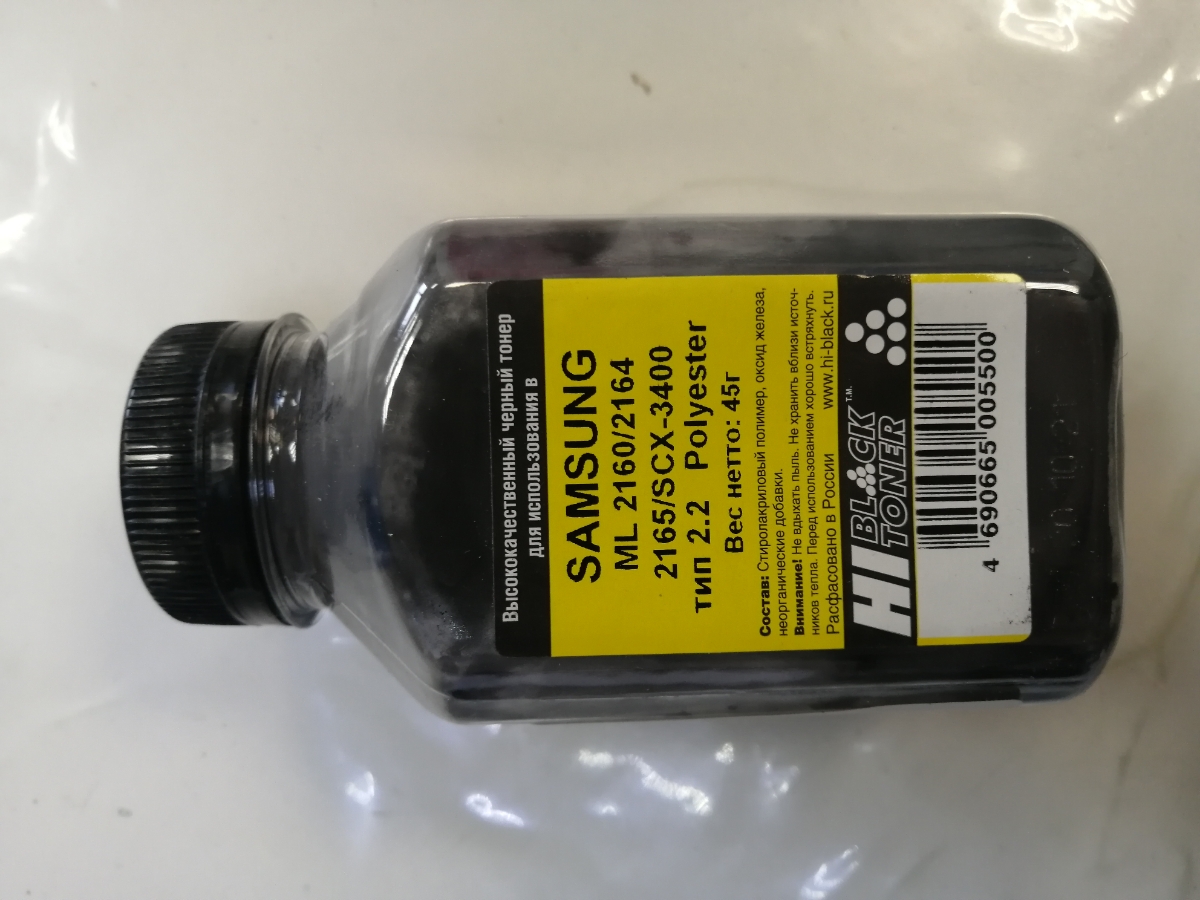 Высококачественный черный тонер
для использования в
SAMSUNG
ML 2160/2164
2165/SCX-3400
тип 2.2 Polyester
Вес нетто: 45г
Состав: Стиролакриловый полимер, оксид железа,
неорганические добавки.
Внимание! Не вдыхать пыль. Не хранить вблизи источ-
ников тепла. Перед использованием хорошо встряхнуть.
Расфасовано в России www.hi-black.ru
HI BLACK TONER T.M.
4 690665 005500